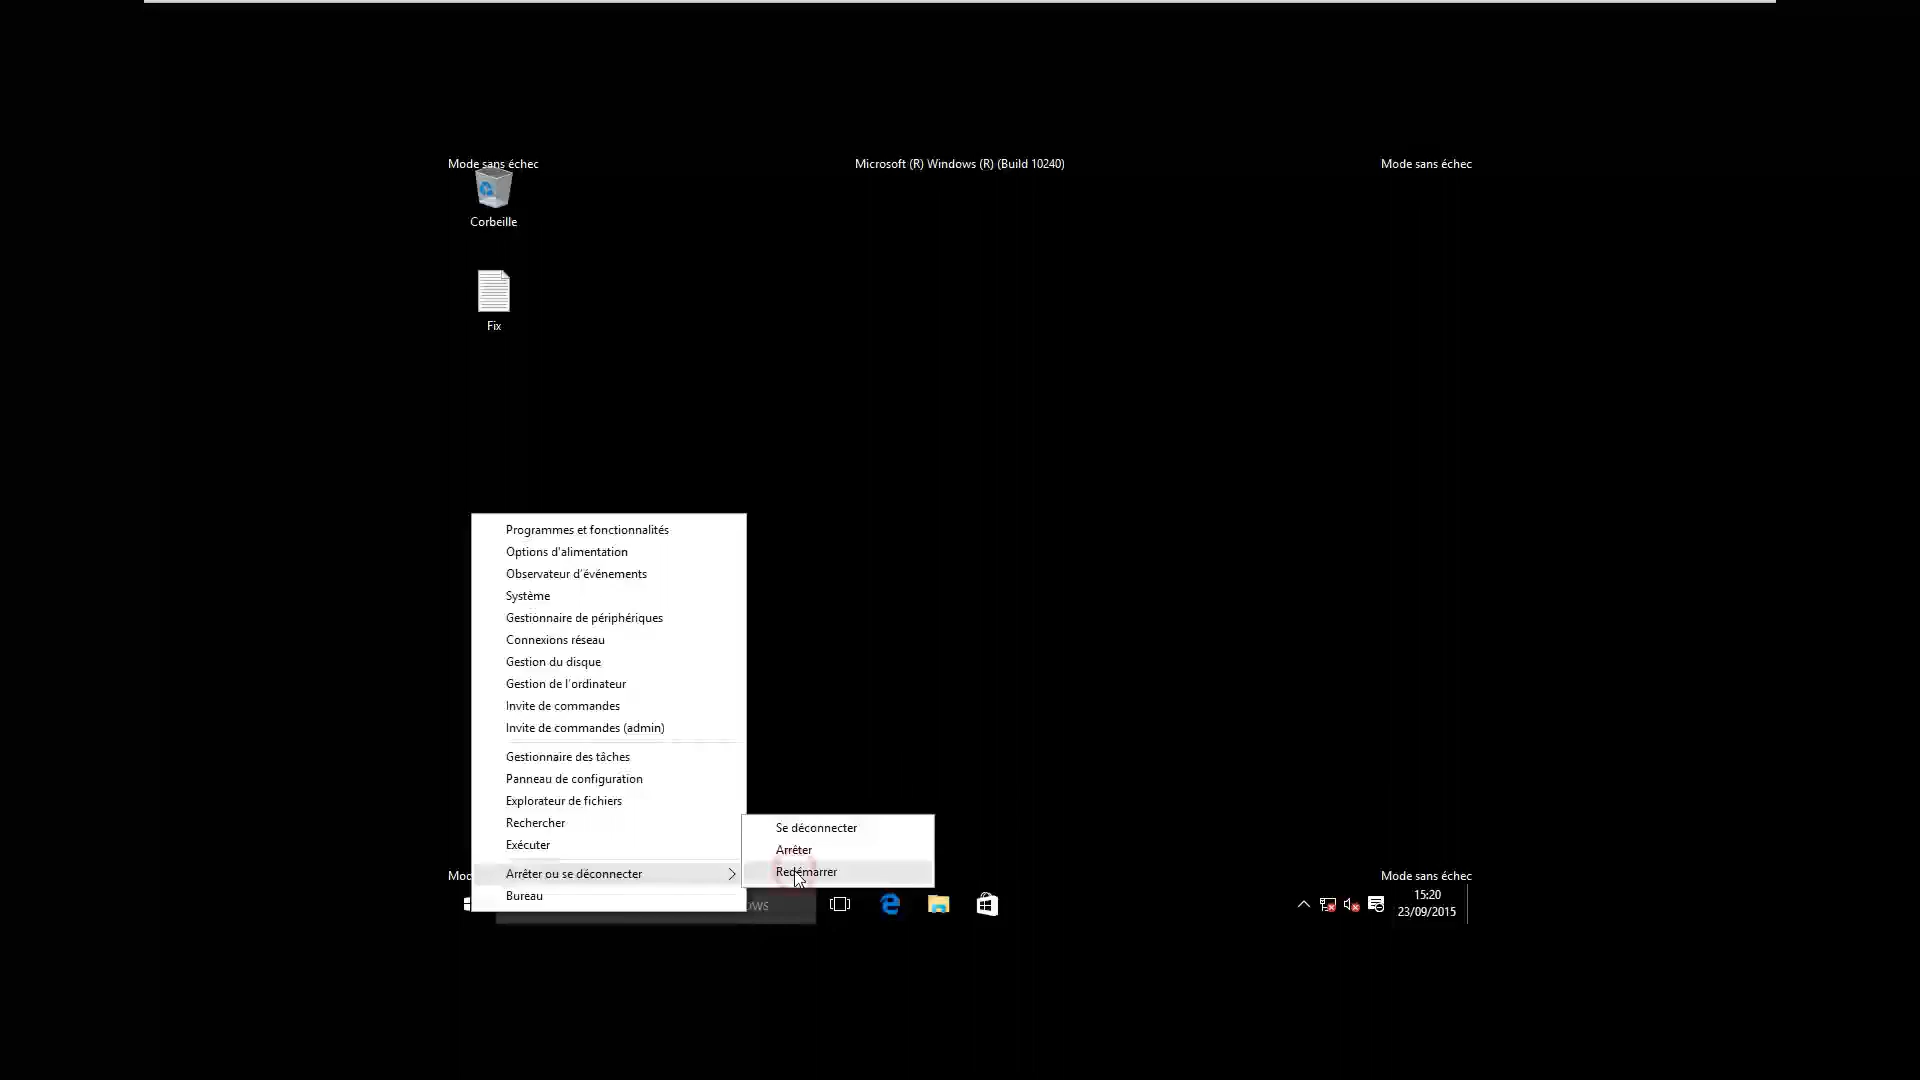 Mode sans échec
Microsoft (R) Windows (R) (Build 10240)
Mode sans échec
Corbeille
Fix
Programmes et fonctionnalités
Options d'alimentation
Observateur d'événements
Système
Gestionnaire de périphériques
Connexions réseau
Gestion du disque
Gestion de l'ordinateur
Invite de commandes
Invite de commandes (admin)
Gestionnaire des tâches
Panneau de configuration
Explorateur de fichiers
Rechercher
Exécuter
Arrêter ou se déconnecter
Bureau
Se déconnecter
Arrêter
Redémarrer
Mode sans échec
15:20
23/09/2015